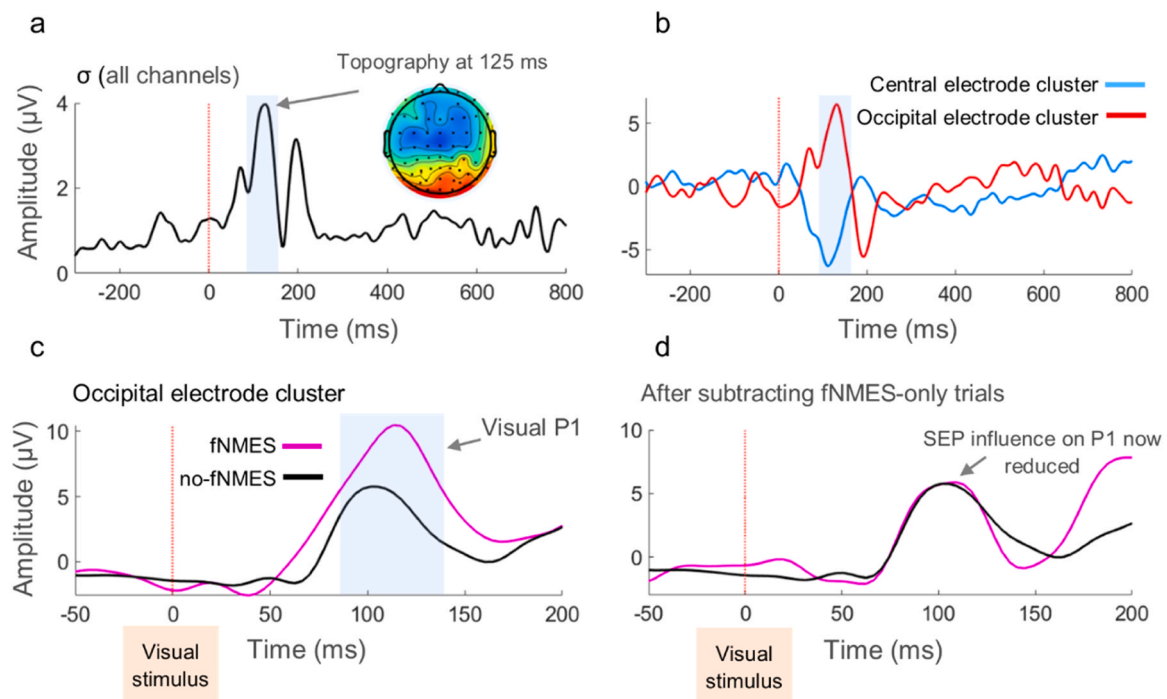 a
σ (all channels)
Topography at 125 ms
Amplitude (μV)
4
2
0
-200 0 200 400 600 800
Time (ms)
b
Central electrode cluster
Occipital electrode cluster
5
0
-5
-200 0 200 400 600 800
Time (ms)
c
Occipital electrode cluster
Amplitude (μV)
10
5
0
fNMES
no-fNMES
Visual P1
-50 0 50 100 150 200
Visual
stimulus
Time (ms)
d
After subtracting fNMES-only trials
10
5
0
SEP influence on P1 now
reduced
-50 0 50 100 150 200
Visual
stimulus
Time (ms)